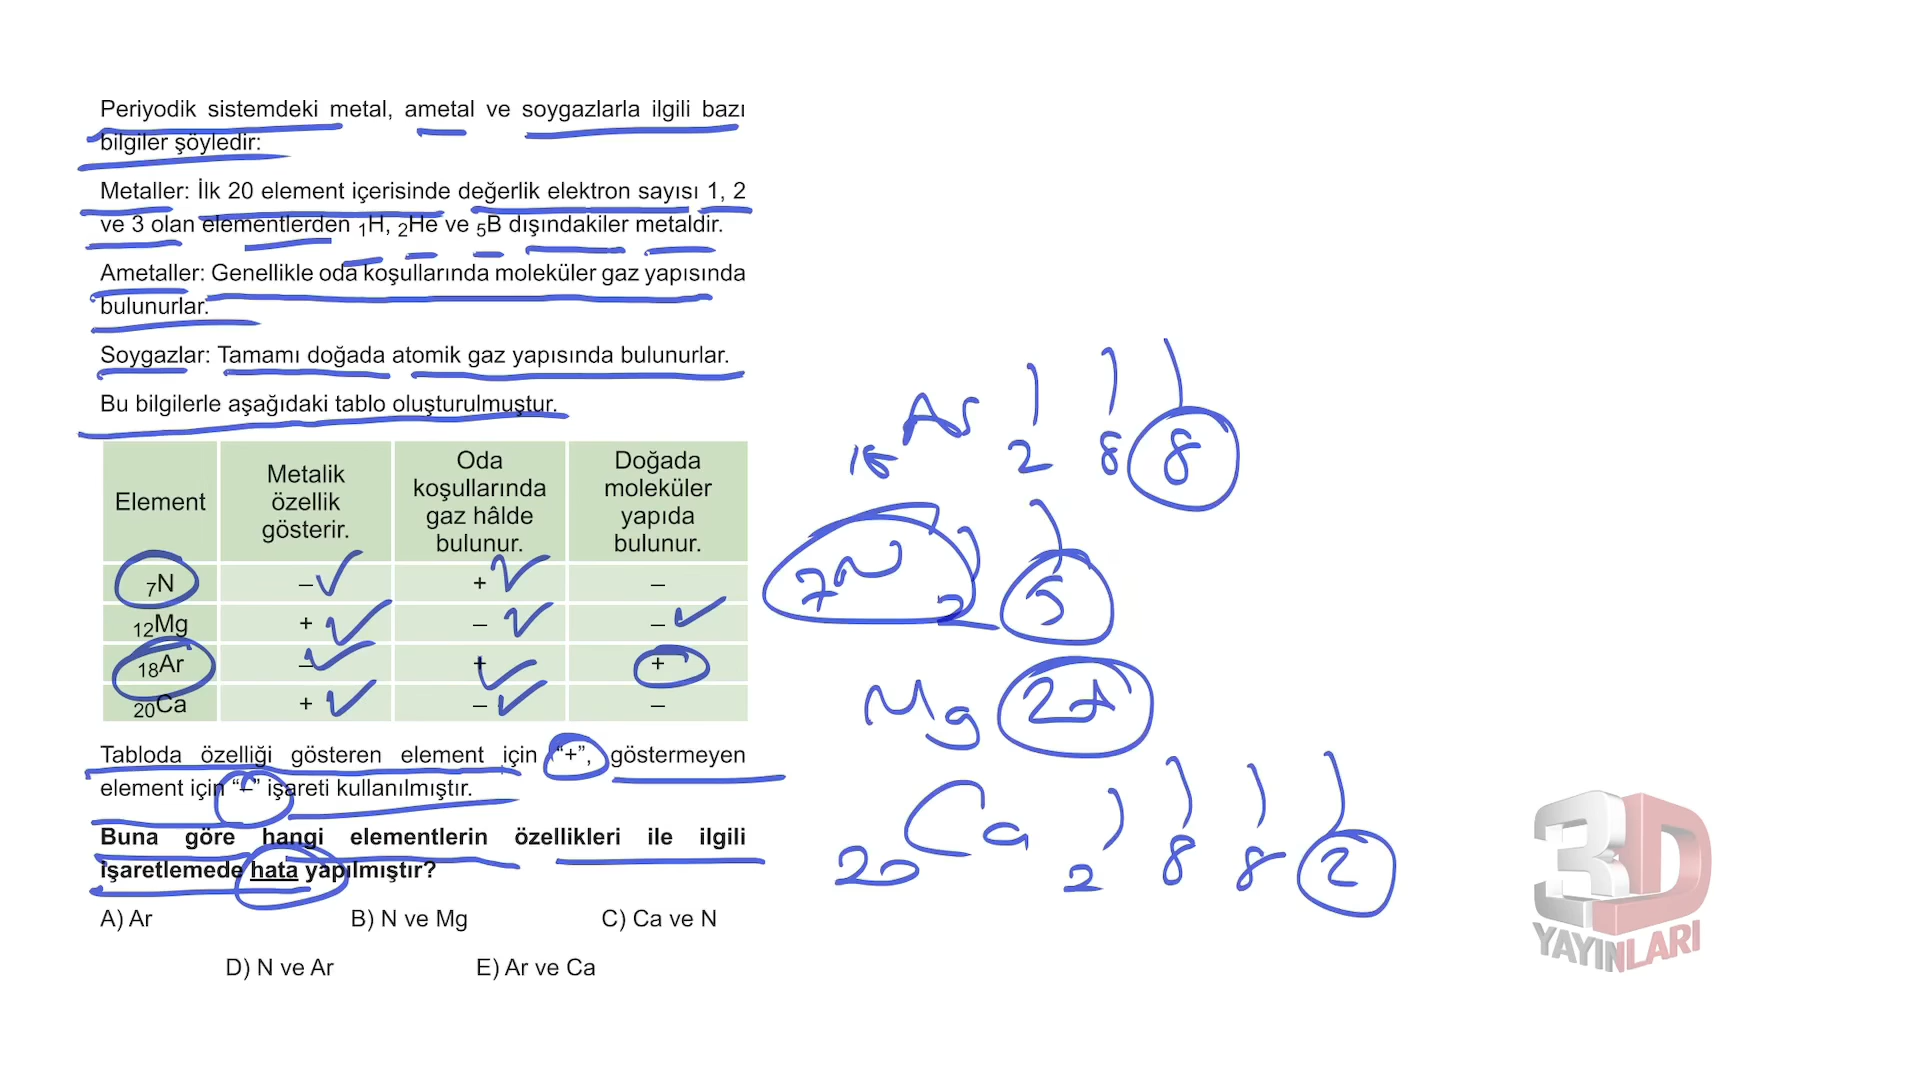 Periyodik sistemdeki metal, ametal ve soygazlarla ilgili bazı
bilgiler şöyledir:
Metaller: İlk 20 element içerisinde değerlik elektron sayısı 1, 2
ve 3 olan elementlerden 1H, 2He ve 5B dışındakiler metaldir.
Ametaller: Genellikle oda koşullarında moleküler gaz yapısında
bulunurlar.
Soygazlar: Tamamı doğada atomik gaz yapısında bulunurlar.
Bu bilgilerle aşağıdaki tablo oluşturulmuştur.
Element Metalik özellik gösterir. Oda koşullarında gaz hâlde bulunur. Doğada moleküler yapıda bulunur.
7N – + –
12Mg + – –
18Ar – + +
20Ca + – –
Tabloda özelliği gösteren element için “+”, göstermeyen
element için “–” işareti kullanılmıştır.
Buna göre hangi elementlerin özellikleri ile ilgili
işaretlemede hata yapılmıştır?
A) Ar B) N ve Mg C) Ca ve N
D) N ve Ar E) Ar ve Ca
Ar 2 8 8
7N 2 5
Mg 2A
20Ca 2 8 8 2
3D
YAYINLARI